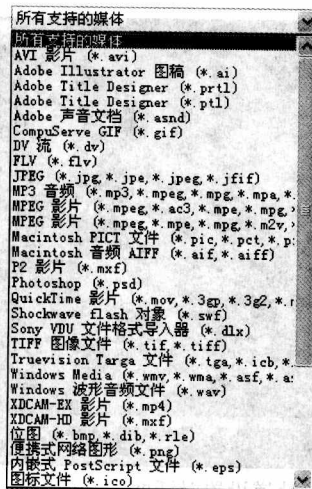 所有支持的媒体
所有支持的媒体
AVI 影片 (*.avi)
Adobe Illustrator 图稿 (*.ai)
Adobe Title Designer (*.prtl)
Adobe Title Designer (*.ptl)
Adobe 声音文档 (*.asnd)
CompuServe GIF (*.gif)
DV 流 (*.dv)
FLV (*.flv)
JPEG (*.jpg,*.jpe,*.jpeg,*.jfif)
MP3 音频 (*.mp3,*.mpeg,*.mpg,*.mpa,*.
MPEG 影片 (*.mpeg,*.ac3,*.mpe,*.mpg,
MPEG 影片 (*.mpeg,*.mpe,*.mpg,*.m2v,
Macintosh PICT 文件 (*.pic,*.pct,*.p
Macintosh 音频 AIFF (*.aif,*.aiff)
P2 影片 (*.mxf)
Photoshop (*.psd)
QuickTime 影片 (*.mov,*.3gp,*.3g2,*.
Shockwave flash 对象 (*.swf)
Sony VDU 文件格式导入器 (*.dlx)
TIFF 图像文件 (*.tif,*.tiff)
Truevision Targa 文件 (*.tga,*.icb,*.
Windows Media (*.wmv,*.wma,*.asf,*.a
Windows 波形音频文件 (*.wav)
XDCAM-EX 影片 (*.mp4)
XDCAM-HD 影片 (*.mxf)
位图 (*.bmp,*.dib,*.rle)
便携式网络图形 (*.png)
内嵌式 PostScript 文件 (*.eps)
图标文件 (*.ico)